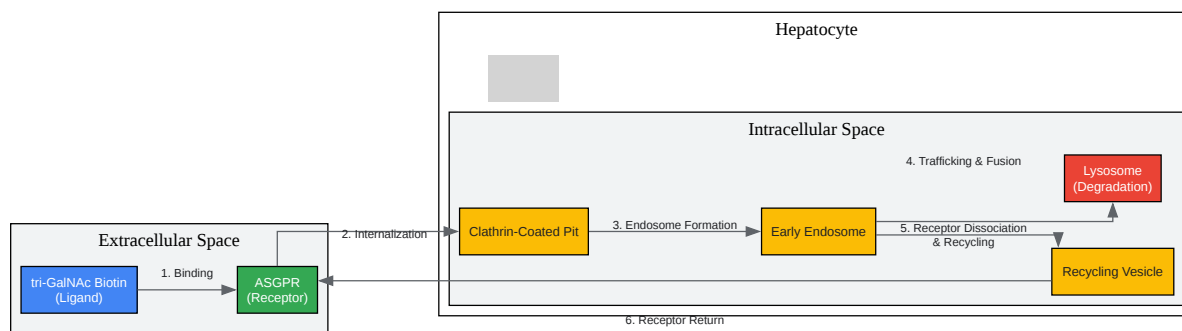 Hepatocyte
Intracellular Space
4. Trafficking & Fusion
Lysosome
(Degradation)
Extracellular Space
2. Internalization
Clathrin-Coated Pit
3. Endosome Formation
Early Endosome
5. Receptor Dissociation
& Recycling
tri-GalNAc Biotin
(Ligand)
1. Binding
ASGPR
(Receptor)
Recycling Vesicle
6. Receptor Return